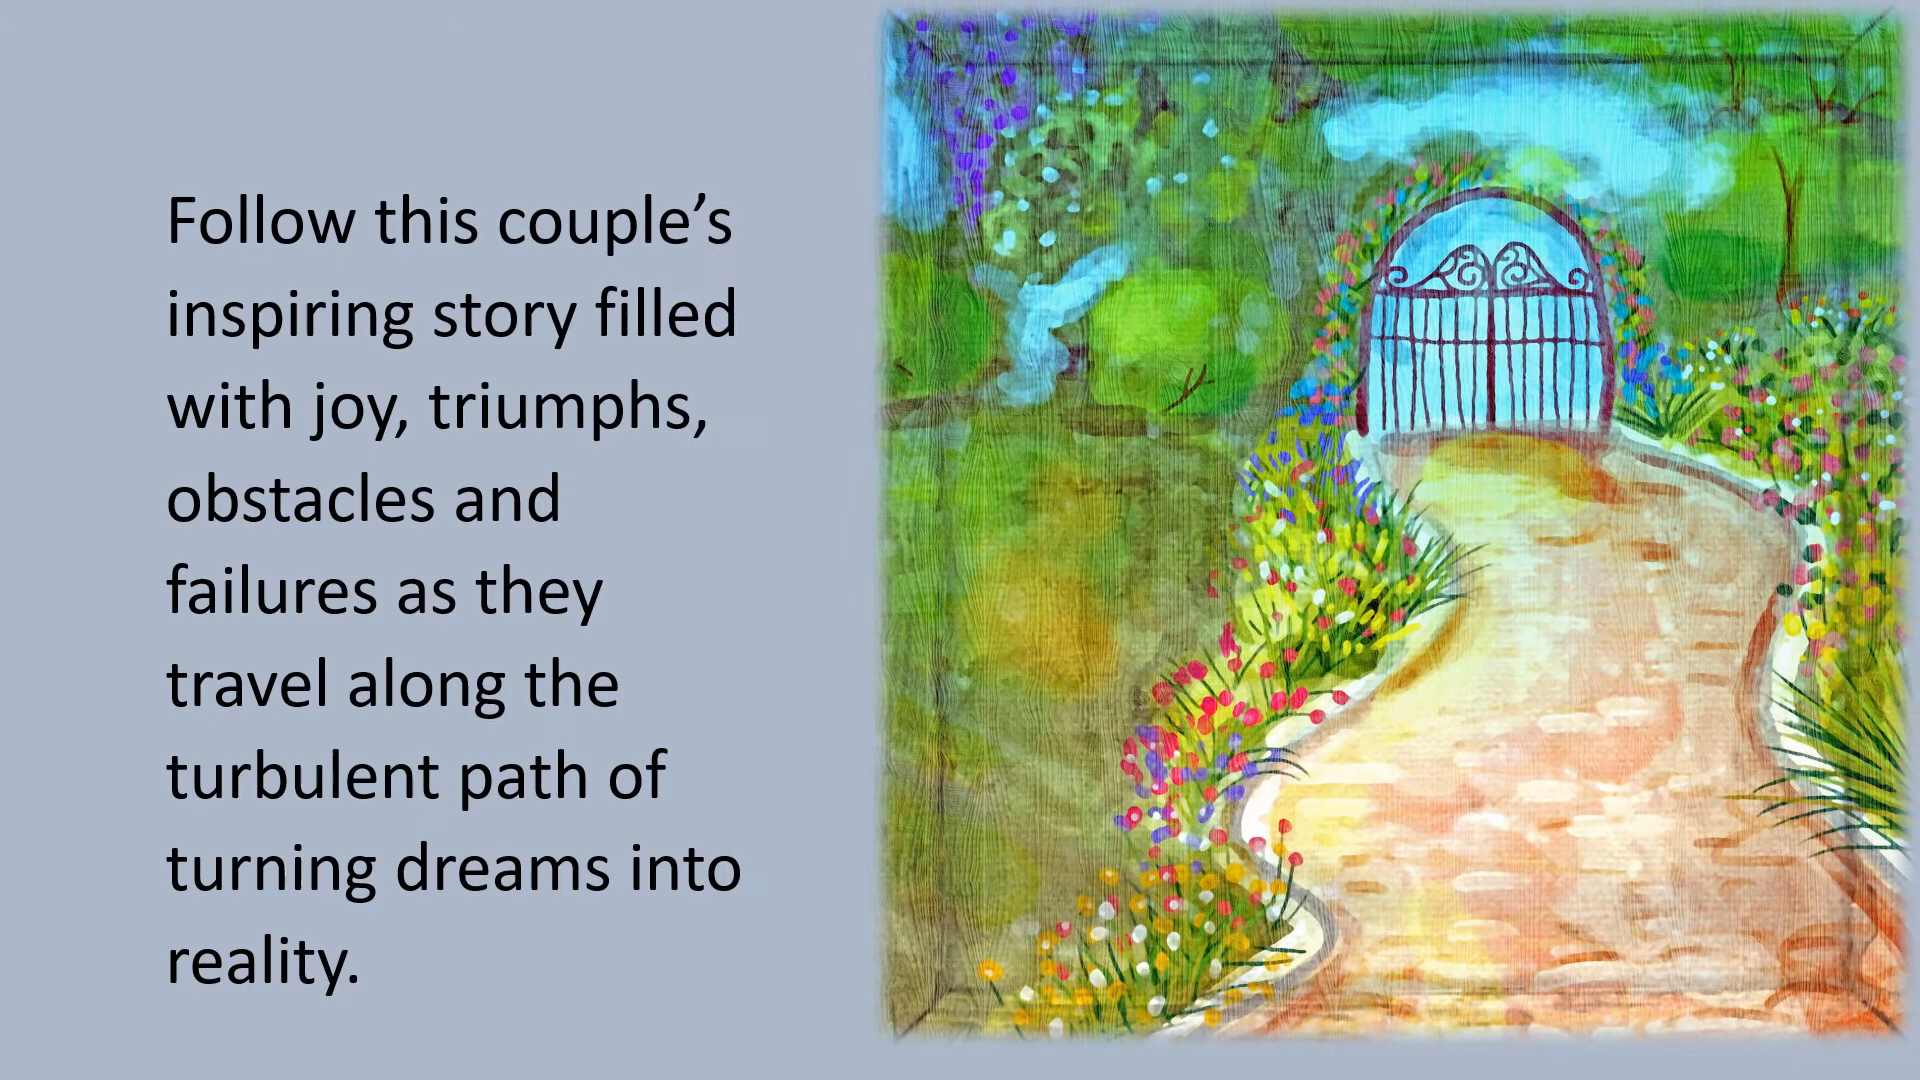 Follow this couple’s
inspiring story filled
with joy, triumphs,
obstacles and
failures as they
travel along the
turbulent path of
turning dreams into
reality.